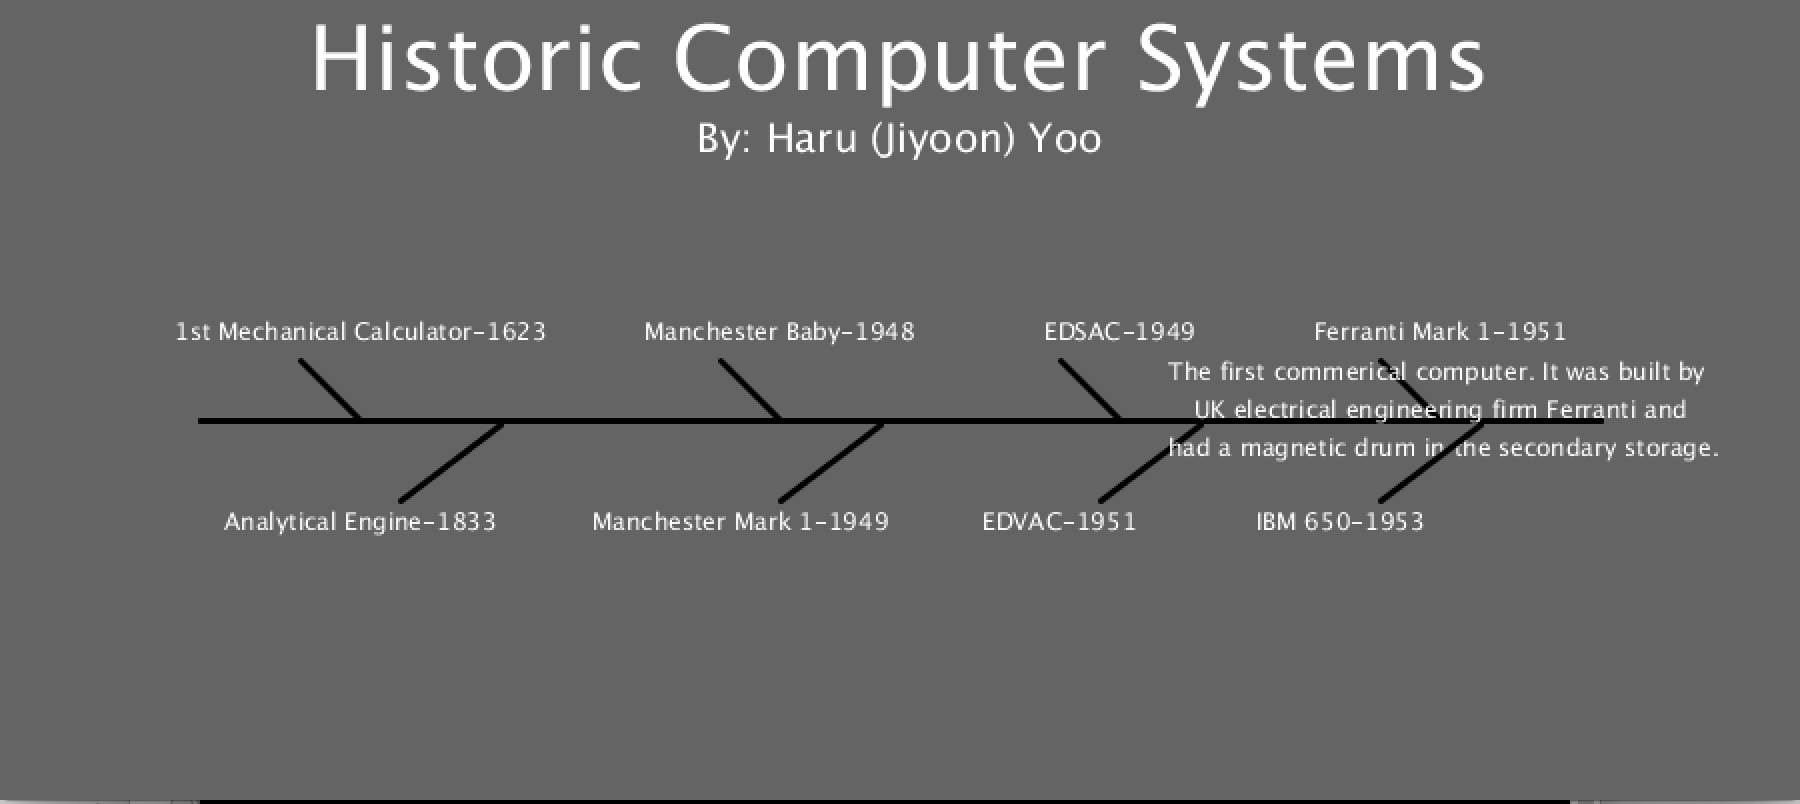 Historic Computer Systems
By: Haru (Jiyoon) Yoo
1st Mechanical Calculator-1623
Manchester Baby-1948
EDSAC-1949
Ferranti Mark 1-1951
The first commerical computer. It was built by
UK electrical engineering firm Ferranti and
had a magnetic drum in the secondary storage.
Analytical Engine-1833
Manchester Mark 1-1949
EDVAC-1951
IBM 650-1953